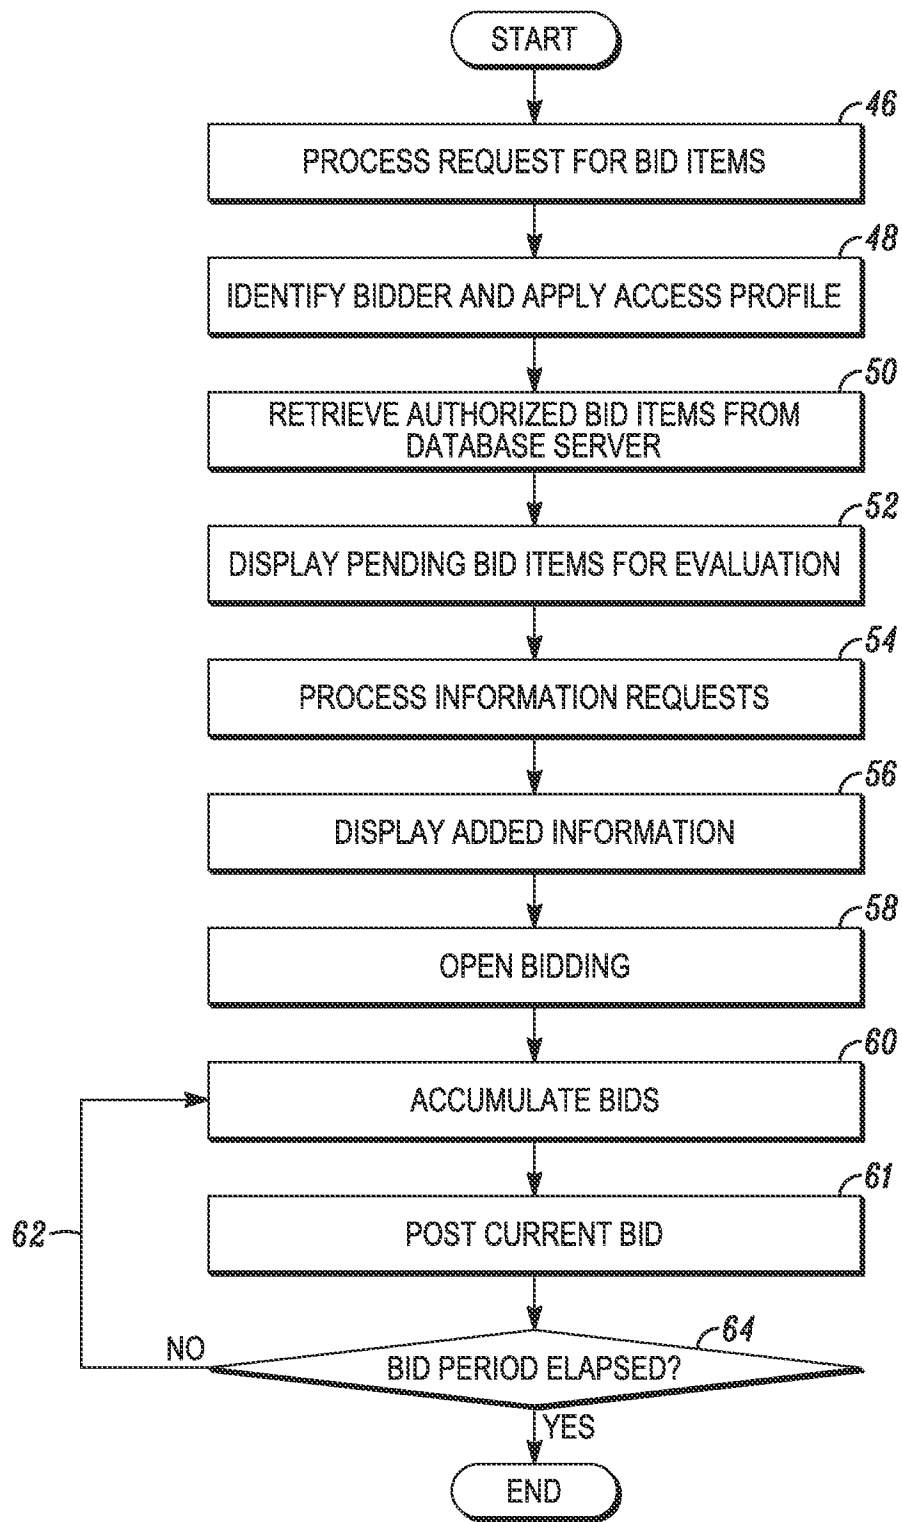 START
46
PROCESS REQUEST FOR BID ITEMS
48
IDENTIFY BIDDER AND APPLY ACCESS PROFILE
50
RETRIEVE AUTHORIZED BID ITEMS FROM
DATABASE SERVER
52
DISPLAY PENDING BID ITEMS FOR EVALUATION
54
PROCESS INFORMATION REQUESTS
56
DISPLAY ADDED INFORMATION
58
OPEN BIDDING
60
ACCUMULATE BIDS
61
POST CURRENT BID
62
64
NO
BID PERIOD ELAPSED?
YES
END